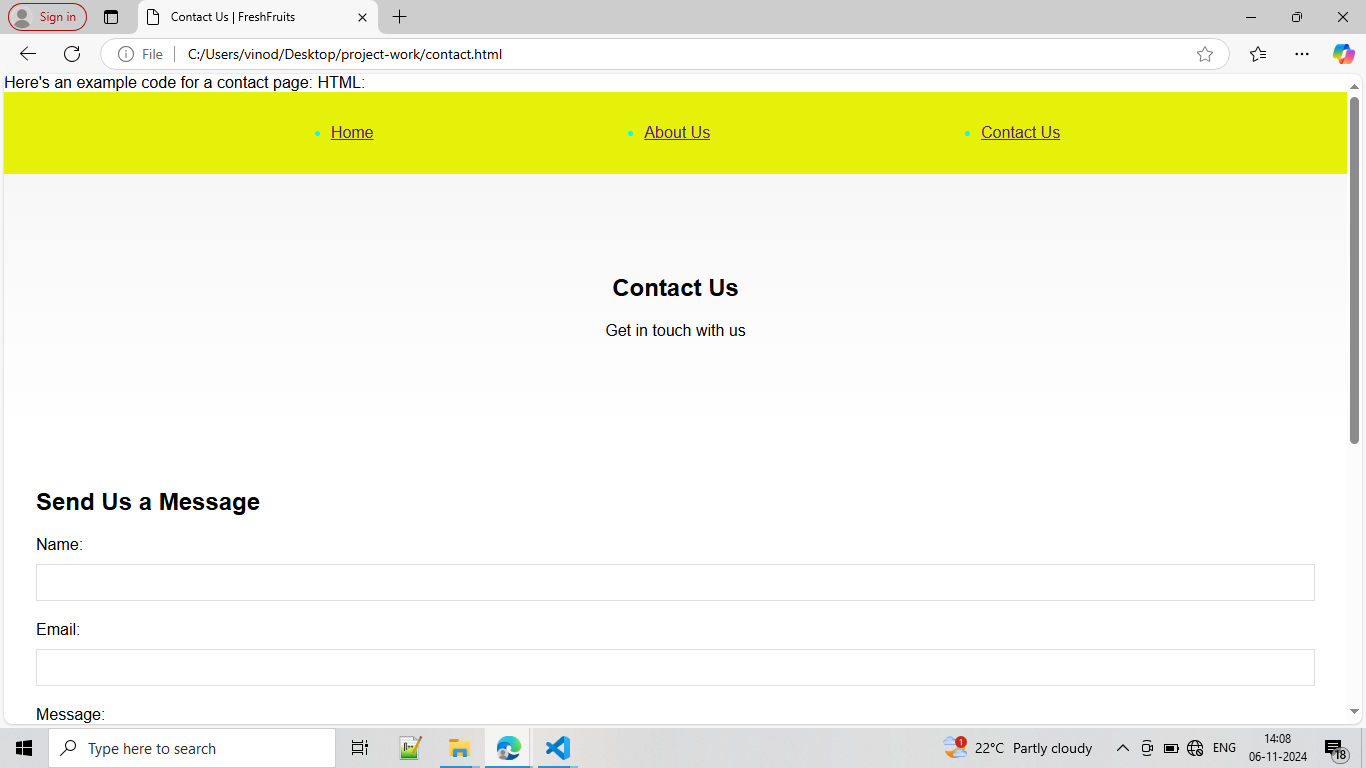 Sign in
Contact Us | FreshFruits
File
C:/Users/vinod/Desktop/project-work/contact.html
Here's an example code for a contact page: HTML:
Home About Us Contact Us
Contact Us
Get in touch with us
Send Us a Message
Name:
Email:
Message:
Type here to search
1
22°C Partly cloudy
ENG
14:08
06-11-2024
18